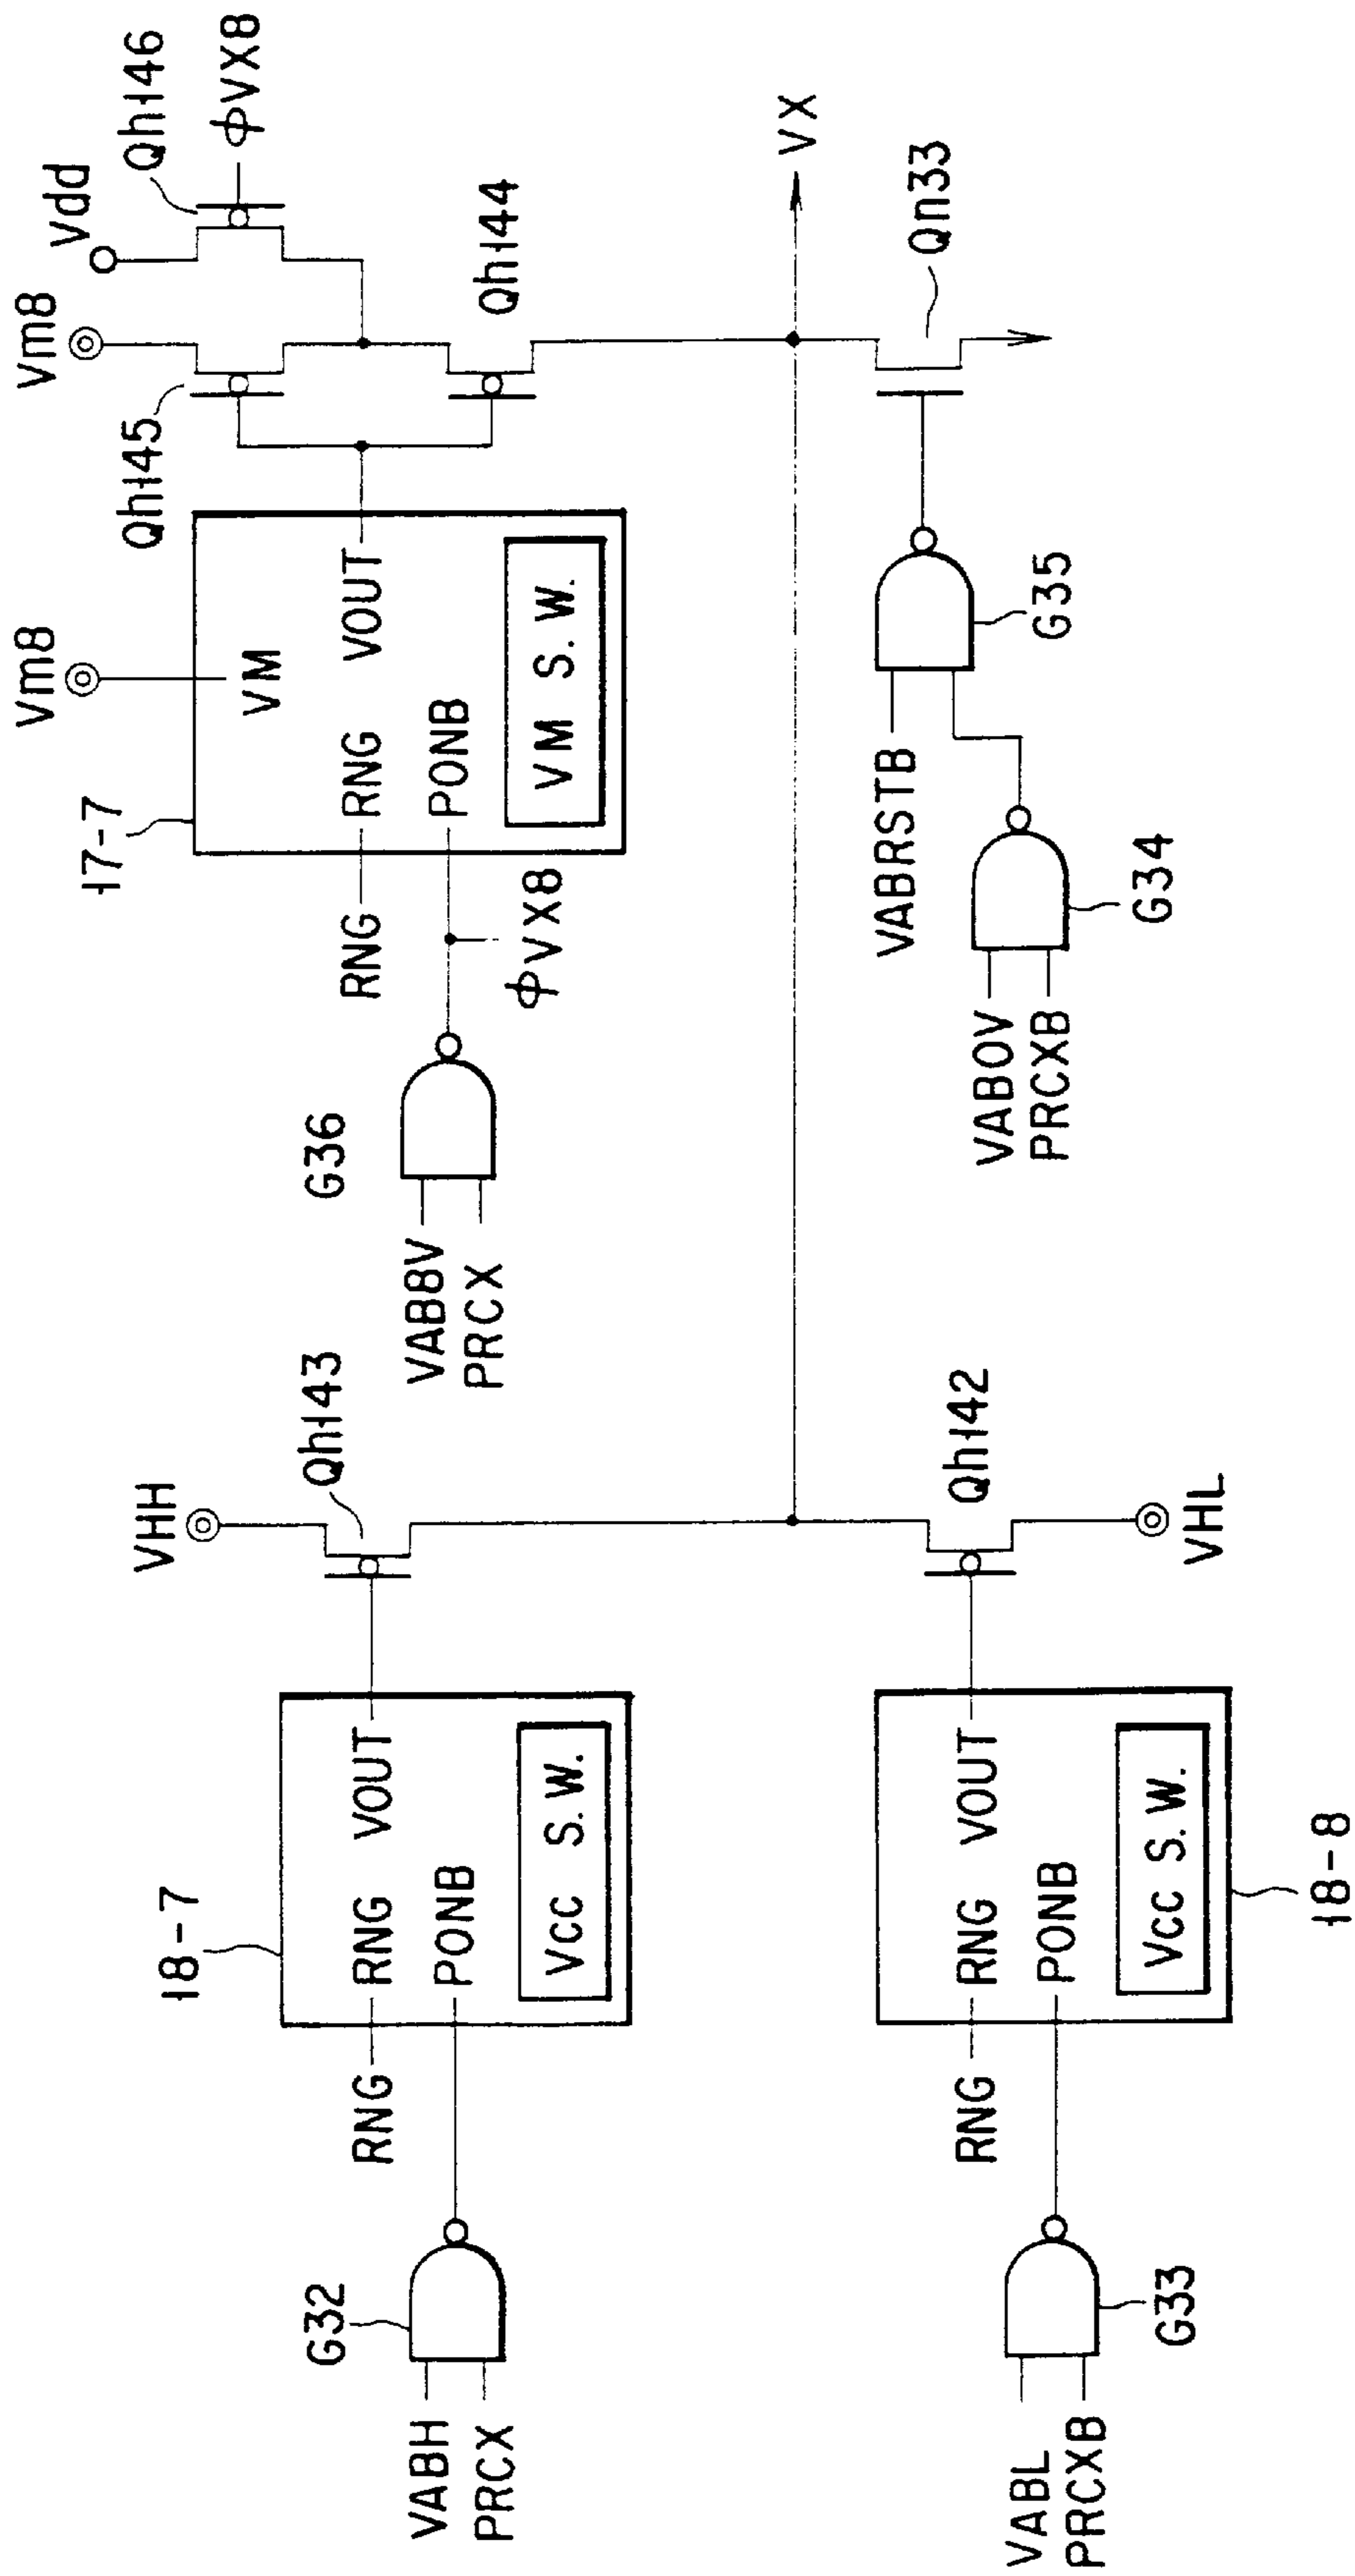 VHH
Qh143
18-7
RNG
RNG
VOUT
PONB
Vcc S.W.
G32
VABH
PRCX
Vm8
17-7
VM
RNG
RNG
VOUT
PONB
VM S.W.
G36
VAB8V
PRCX
φVX8
Vm8
Qh145
Vdd
Qh146
φVX8
Qh144
VX
Qn33
G35
VABRSTB
G34
VAB0V
PRCXB
Qh142
VHL
RNG
RNG
VOUT
PONB
Vcc S.W.
18-8
G33
VABL
PRCXB